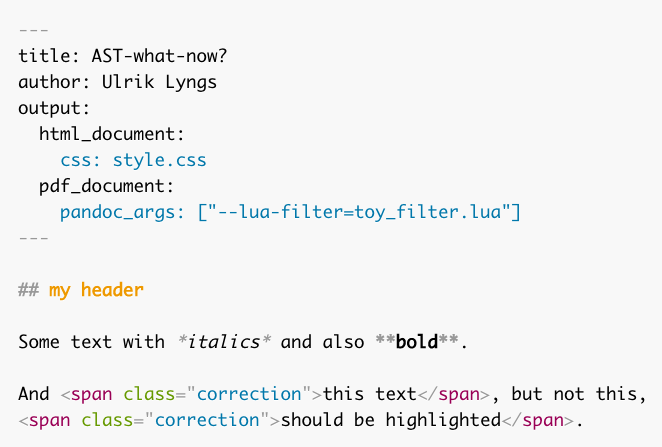 ---
title: AST-what-now?
author: Ulrik Lyngs
output:
  html_document:
    css: style.css
  pdf_document:
    pandoc_args: ["--lua-filter=toy_filter.lua"]
---
## my header
Some text with *italics* and also **bold**.
And <span class="correction">this text</span>, but not this,
<span class="correction">should be highlighted</span>.